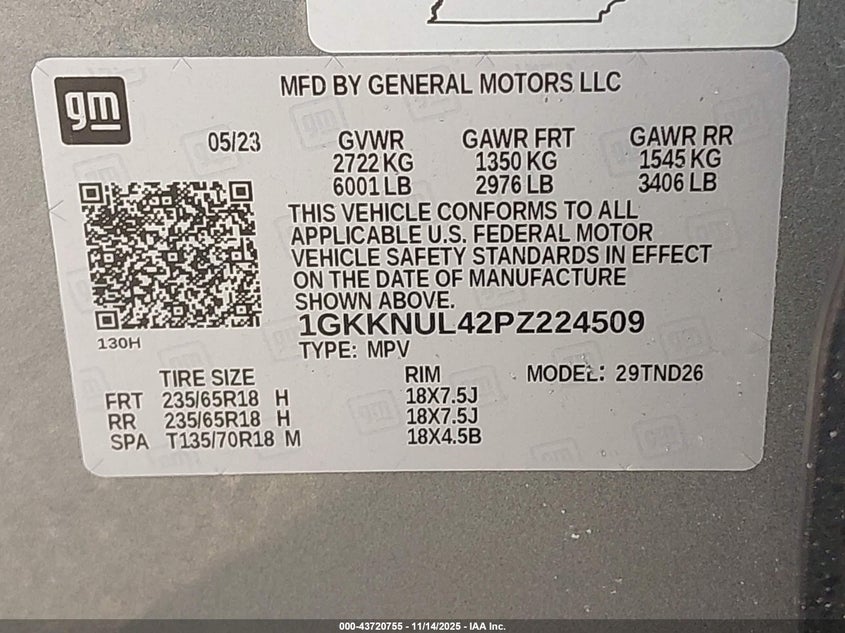 gm
MFD BY GENERAL MOTORS LLC
05/23 GVWR GAWR FRT GAWR RR
2722 KG 1350 KG 1545 KG
6001 LB 2976 LB 3406 LB
THIS VEHICLE CONFORMS TO ALL
APPLICABLE U.S. FEDERAL MOTOR
VEHICLE SAFETY STANDARDS IN EFFECT
ON THE DATE OF MANUFACTURE
SHOWN ABOVE.
1GKKNUL42PZ224509
130H
TYPE: MPV
TIRE SIZE RIM MODEL: 29TND26
FRT 235/65R18 H 18X7.5J
RR 235/65R18 H 18X7.5J
SPA T135/70R18 M 18X4.5B
000-43720755 - 11/14/2025 - IAA Inc.